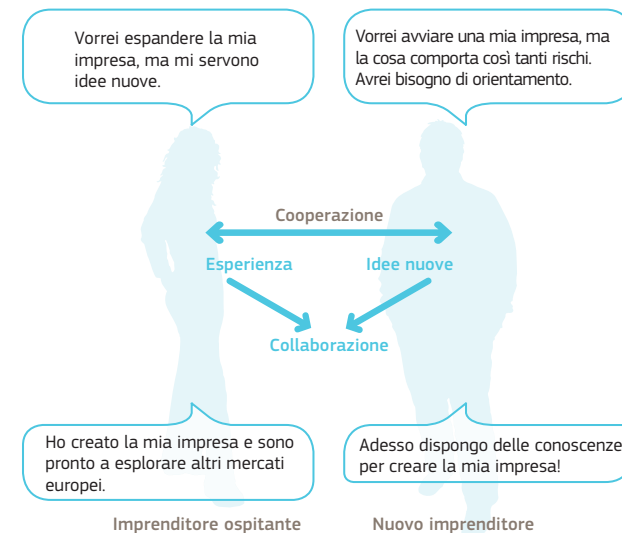 Vorrei espandere la mia
impresa, ma mi servono
idee nuove.
Vorrei avviare una mia impresa, ma
la cosa comporta così tanti rischi.
Avrei bisogno di orientamento.
Cooperazione
Esperienza
Idee nuove
Collaborazione
Ho creato la mia impresa e sono
pronto a esplorare altri mercati
europei.
Adesso dispongo delle conoscenze
per creare la mia impresa!
Imprenditore ospitante
Nuovo imprenditore